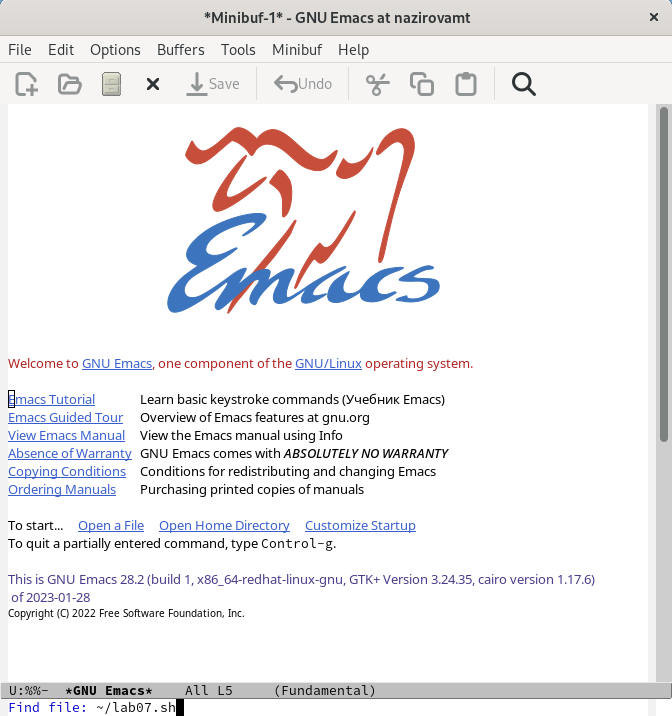 *Minibuf-1* - GNU Emacs at nazirovamt
File Edit Options Buffers Tools Minibuf Help
Save Undo
Emacs
Welcome to GNU Emacs, one component of the GNU/Linux operating system.
Emacs Tutorial Learn basic keystroke commands (Учебник Emacs)
Emacs Guided Tour Overview of Emacs features at gnu.org
View Emacs Manual View the Emacs manual using Info
Absence of Warranty GNU Emacs comes with ABSOLUTELY NO WARRANTY
Copying Conditions Conditions for redistributing and changing Emacs
Ordering Manuals Purchasing printed copies of manuals
To start... Open a File Open Home Directory Customize Startup
To quit a partially entered command, type Control-g.
This is GNU Emacs 28.2 (build 1, x86_64-redhat-linux-gnu, GTK+ Version 3.24.35, cairo version 1.17.6)
of 2023-01-28
Copyright (C) 2022 Free Software Foundation, Inc.
U:%%- *GNU Emacs* All L5 (Fundamental)
Find file: ~/lab07.sh